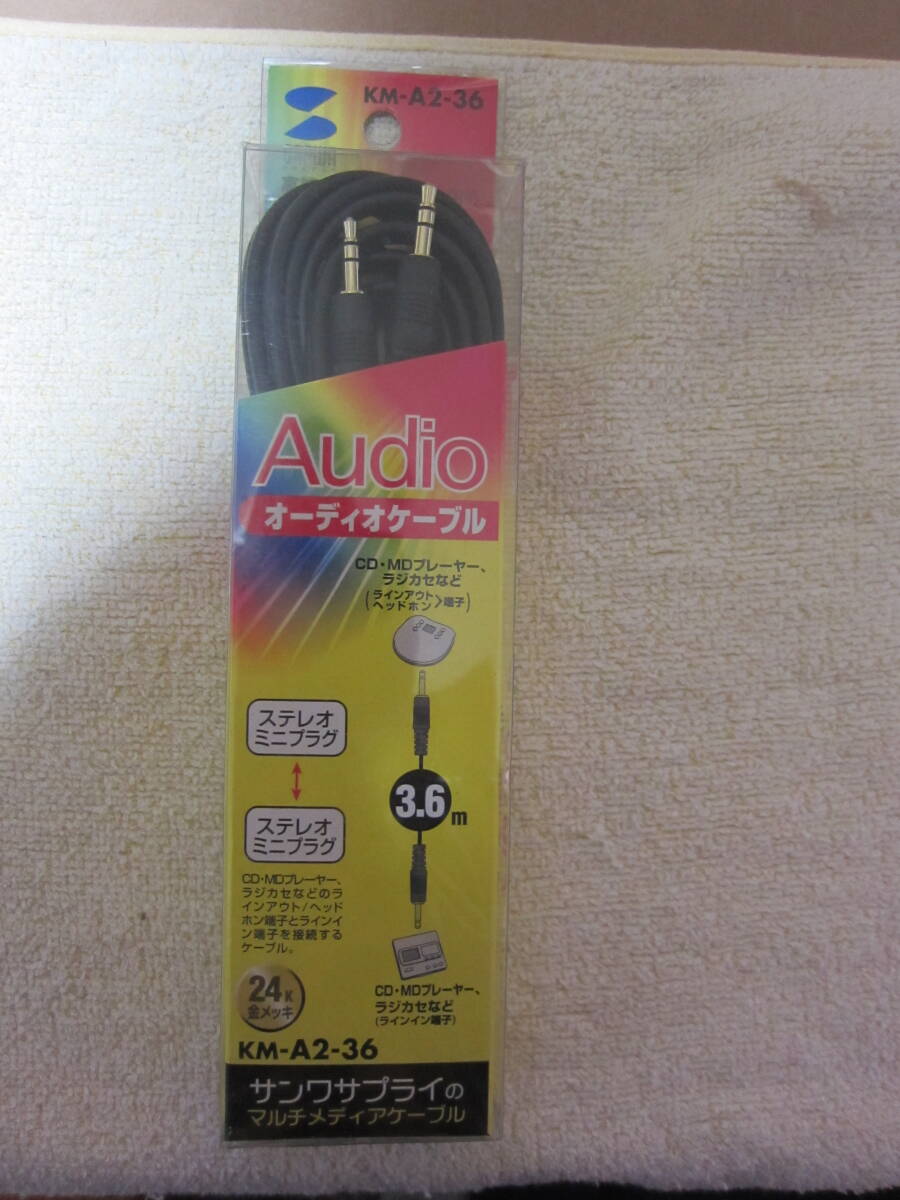 KM-A2-36
Audio
オーディオケーブル
CD・MDプレーヤー、
ラジカセなど
(ラインアウト
ヘッドホン〉端子)
ステレオ
ミニプラグ
3.6m
ステレオ
ミニプラグ
CD・MDプレーヤー、
ラジカセなどのラ
インアウト/ヘッド
ホン端子とラインイ
ン端子を接続する
ケーブル。
24K
金メッキ
CD・MDプレーヤー、
ラジカセなど
(ラインイン端子)
KM-A2-36
サンワサプライの
マルチメディアケーブル